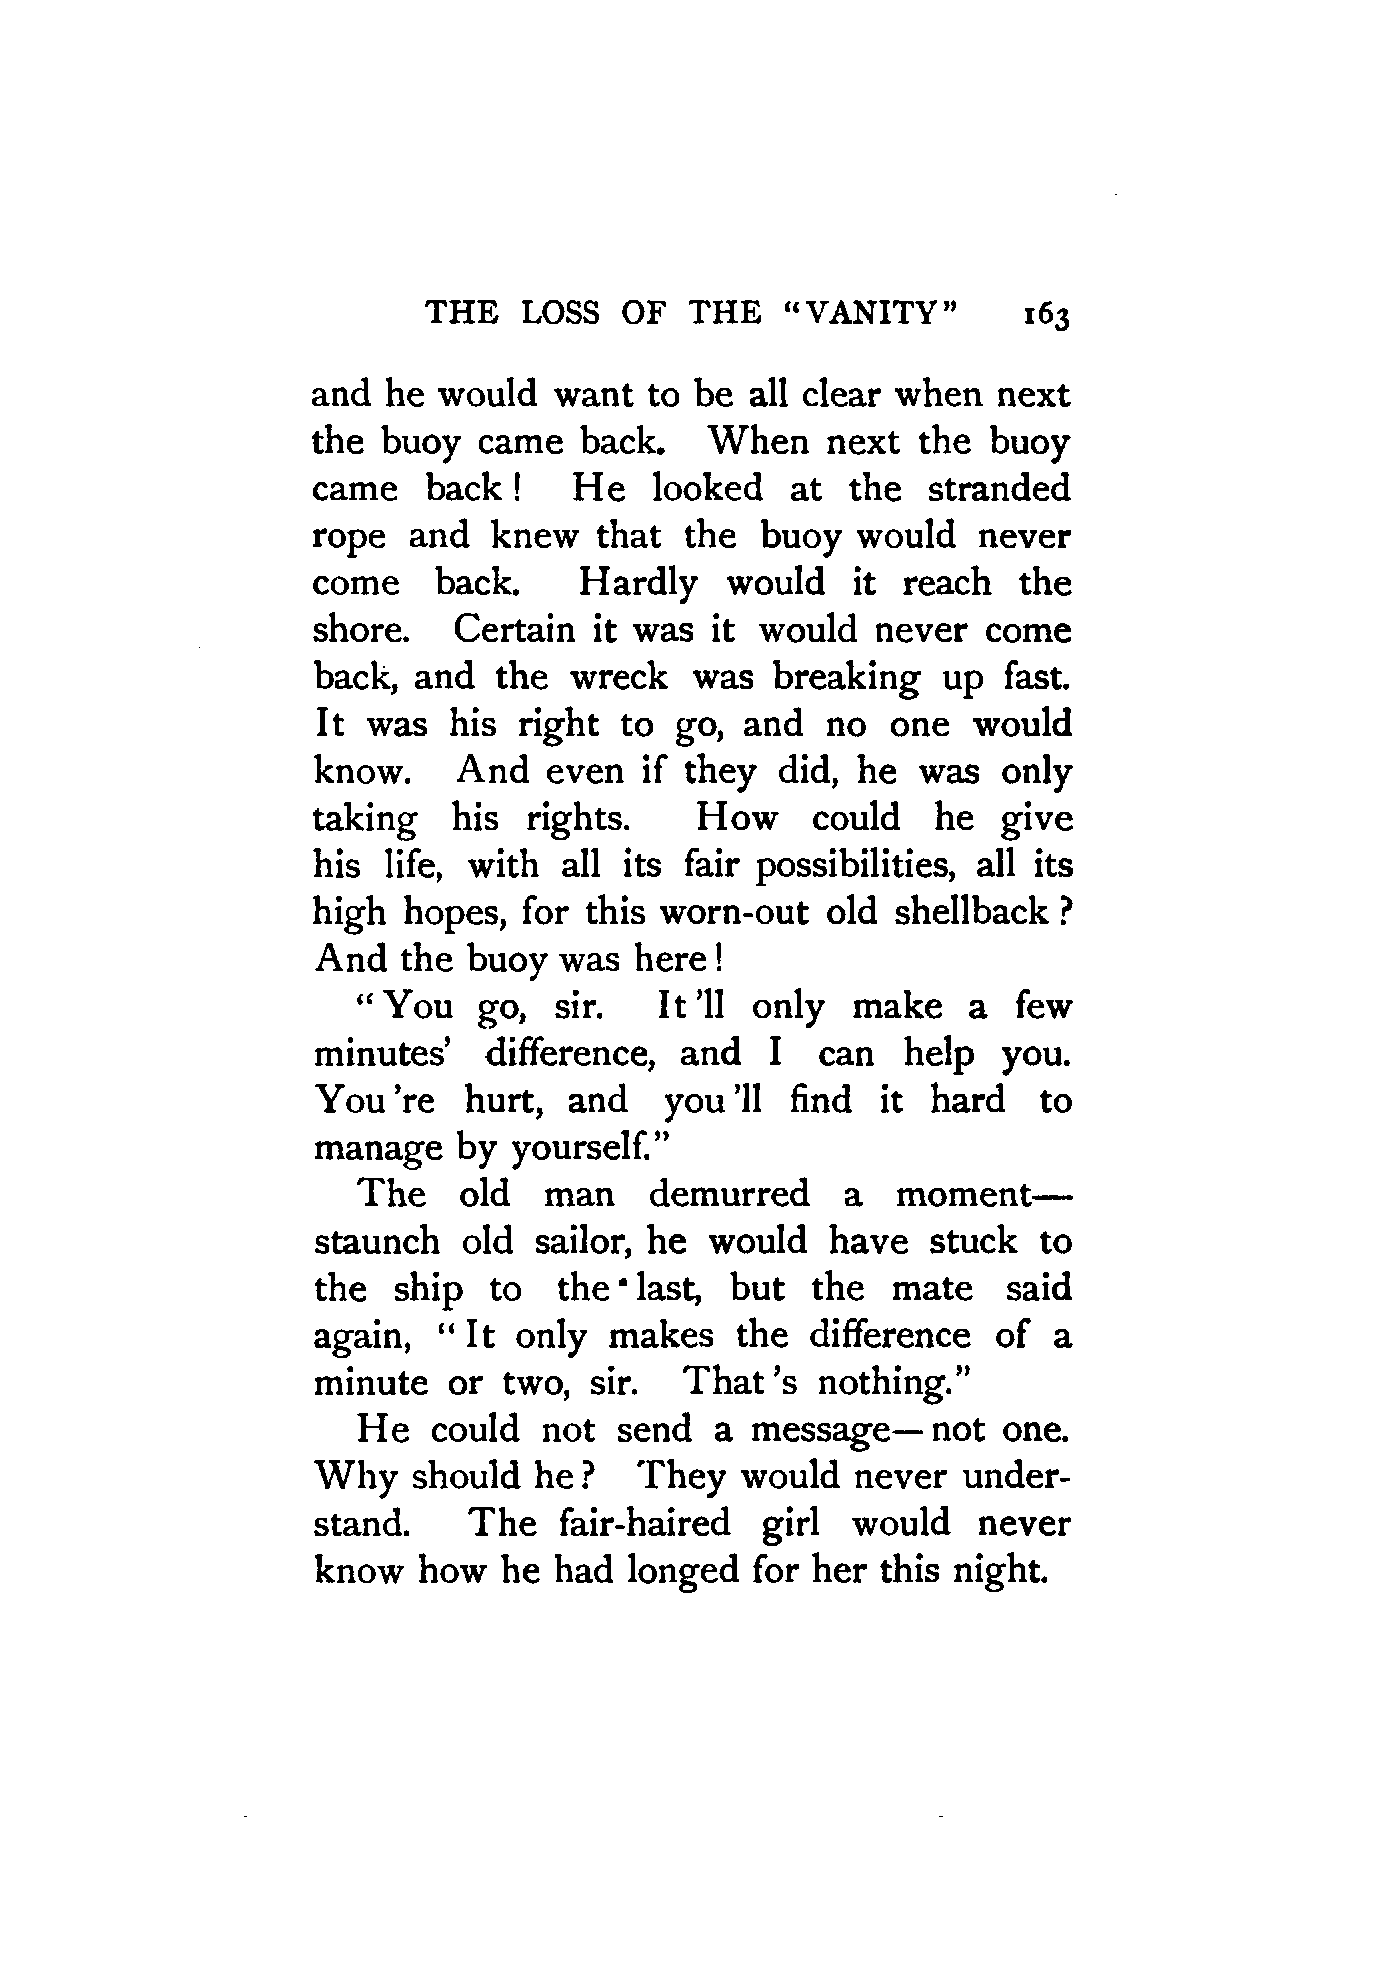 THE LOSS OF THE "VANITY" 163
and he would want to be all clear when next
the buoy came back. When next the buoy
came back! He looked at the stranded
rope and knew that the buoy would never
come back. Hardly would it reach the
shore. Certain it was it would never come
back, and the wreck was breaking up fast.
It was his right to go, and no one would
know. And even if they did, he was only
taking his rights. How could he give
his life, with all its fair possibilities, all its
high hopes, for this worn-out old shellback?
And the buoy was here!
"You go, sir. It'll only make a few
minutes' difference, and I can help you.
You're hurt, and you'll find it hard to
manage by yourself."
The old man demurred a moment—
staunch old sailor, he would have stuck to
the ship to the last, but the mate said
again, "It only makes the difference of a
minute or two, sir. That's nothing."
He could not send a message—not one.
Why should he? They would never under-
stand. The fair-haired girl would never
know how he had longed for her this night.